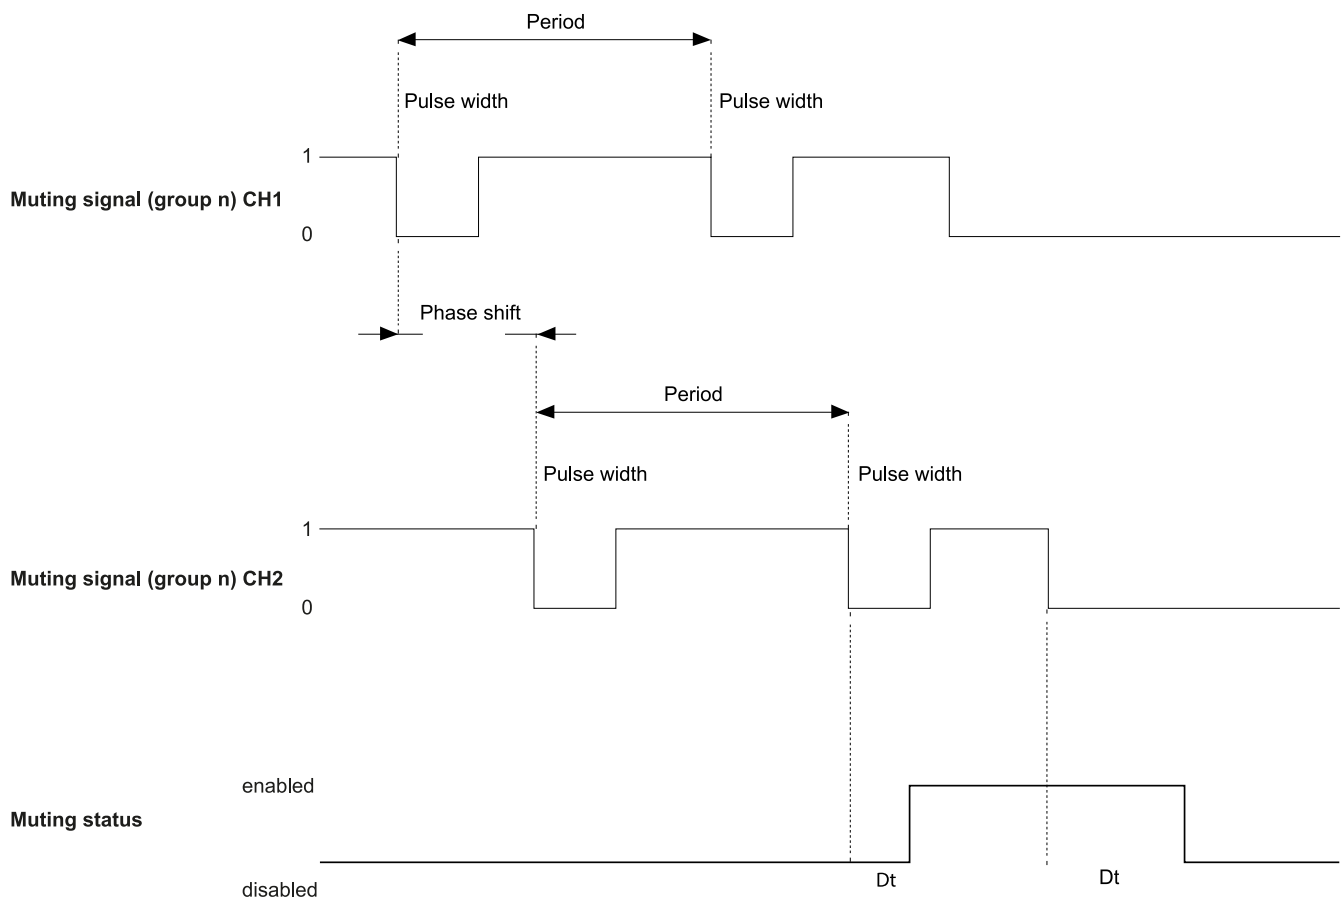 Period
Pulse width Pulse width
1
Muting signal (group n) CH1
0
Phase shift
Period
Pulse width Pulse width
1
Muting signal (group n) CH2
0
enabled
Muting status
Dt Dt
disabled